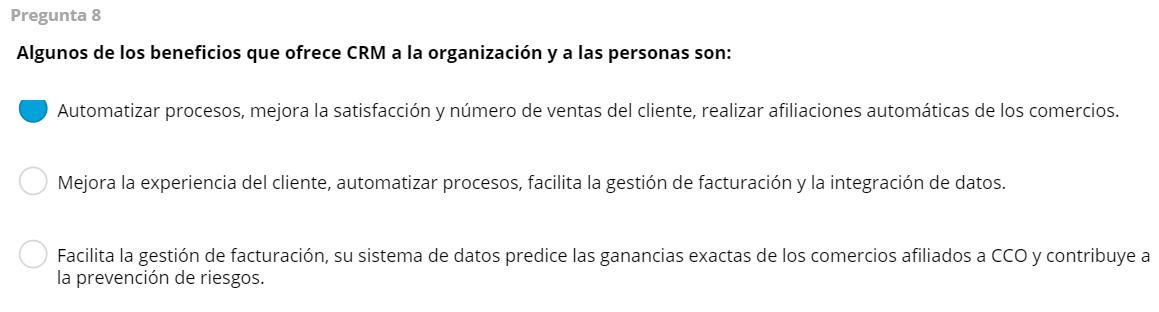 Pregunta 8
Algunos de los beneficios que ofrece CRM a la organización y a las personas son:
Automatizar procesos, mejora la satisfacción y número de ventas del cliente, realizar afiliaciones automáticas de los comercios.
Mejora la experiencia del cliente, automatizar procesos, facilita la gestión de facturación y la integración de datos.
Facilita la gestión de facturación, su sistema de datos predice las ganancias exactas de los comercios afiliados a CCO y contribuye a
la prevención de riesgos.